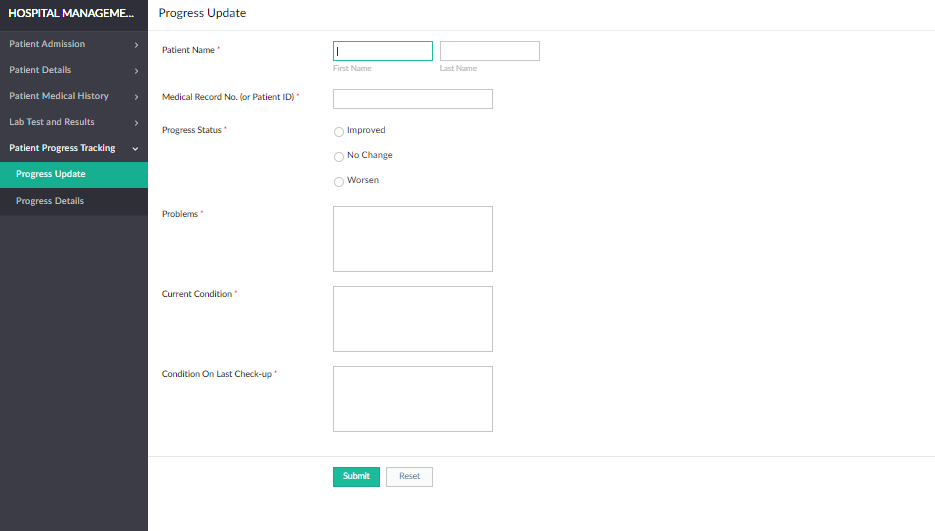 HOSPITAL MANAGEME...
Patient Admission
Patient Details
Patient Medical History
Lab Test and Results
Patient Progress Tracking
Progress Update
Progress Details
Progress Update
Patient Name *
First Name
Last Name
Medical Record No. (or Patient ID) *
Progress Status *
Improved
No Change
Worsen
Problems *
Current Condition *
Condition On Last Check-up *
Submit
Reset